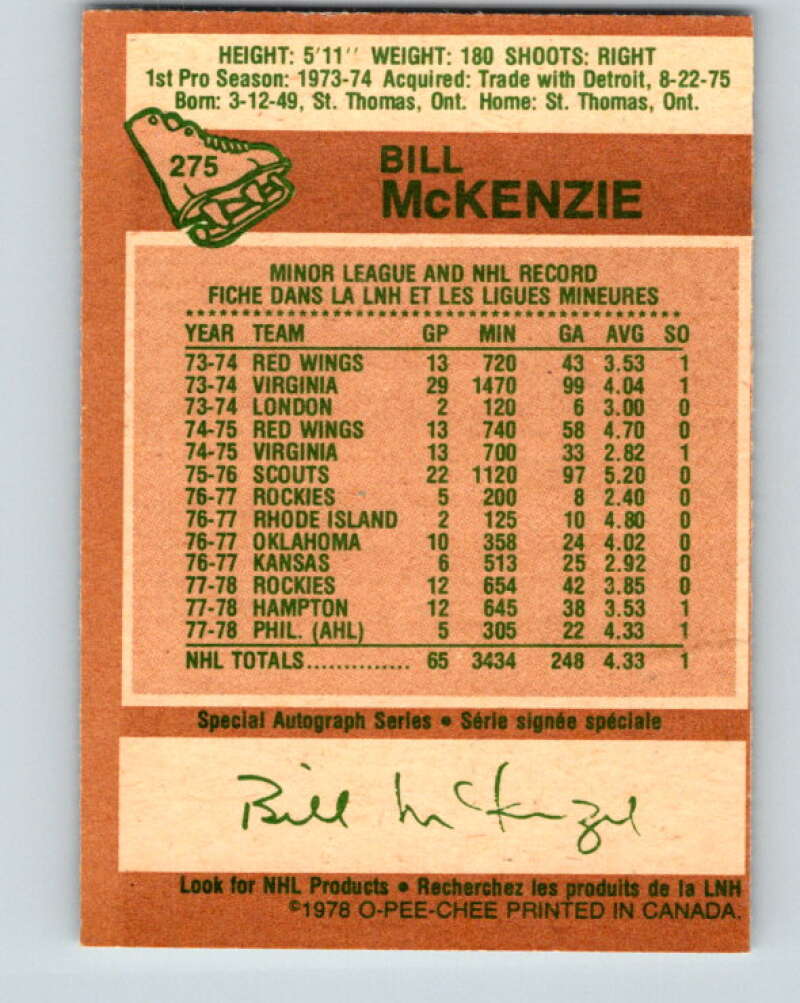 HEIGHT: 5'11'' WEIGHT: 180 SHOOTS: RIGHT
1st Pro Season: 1973-74 Acquired: Trade with Detroit, 8-22-75
Born: 3-12-49, St. Thomas, Ont. Home: St. Thomas, Ont.
275
BILL
McKENZIE
MINOR LEAGUE AND NHL RECORD
FICHE DANS LA LNH ET LES LIGUES MINEURES
YEAR TEAM GP MIN GA AVG SO
73-74 RED WINGS 13 720 43 3.53 1
73-74 VIRGINIA 29 1470 99 4.04 1
73-74 LONDON 2 120 6 3.00 0
74-75 RED WINGS 13 740 58 4.70 0
74-75 VIRGINIA 13 700 33 2.82 1
75-76 SCOUTS 22 1120 97 5.20 0
76-77 ROCKIES 5 200 8 2.40 0
76-77 RHODE ISLAND 2 125 10 4.80 0
76-77 OKLAHOMA 10 358 24 4.02 0
76-77 KANSAS 6 513 25 2.92 0
77-78 ROCKIES 12 654 42 3.85 0
77-78 HAMPTON 12 645 38 3.53 1
77-78 PHIL. (AHL) 5 305 22 4.33 1
NHL TOTALS.............. 65 3434 248 4.33 1
Special Autograph Series • Série signée spéciale
Bill McKenzie
Look for NHL Products • Recherchez les produits de la LNH
©1978 O-PEE-CHEE PRINTED IN CANADA.